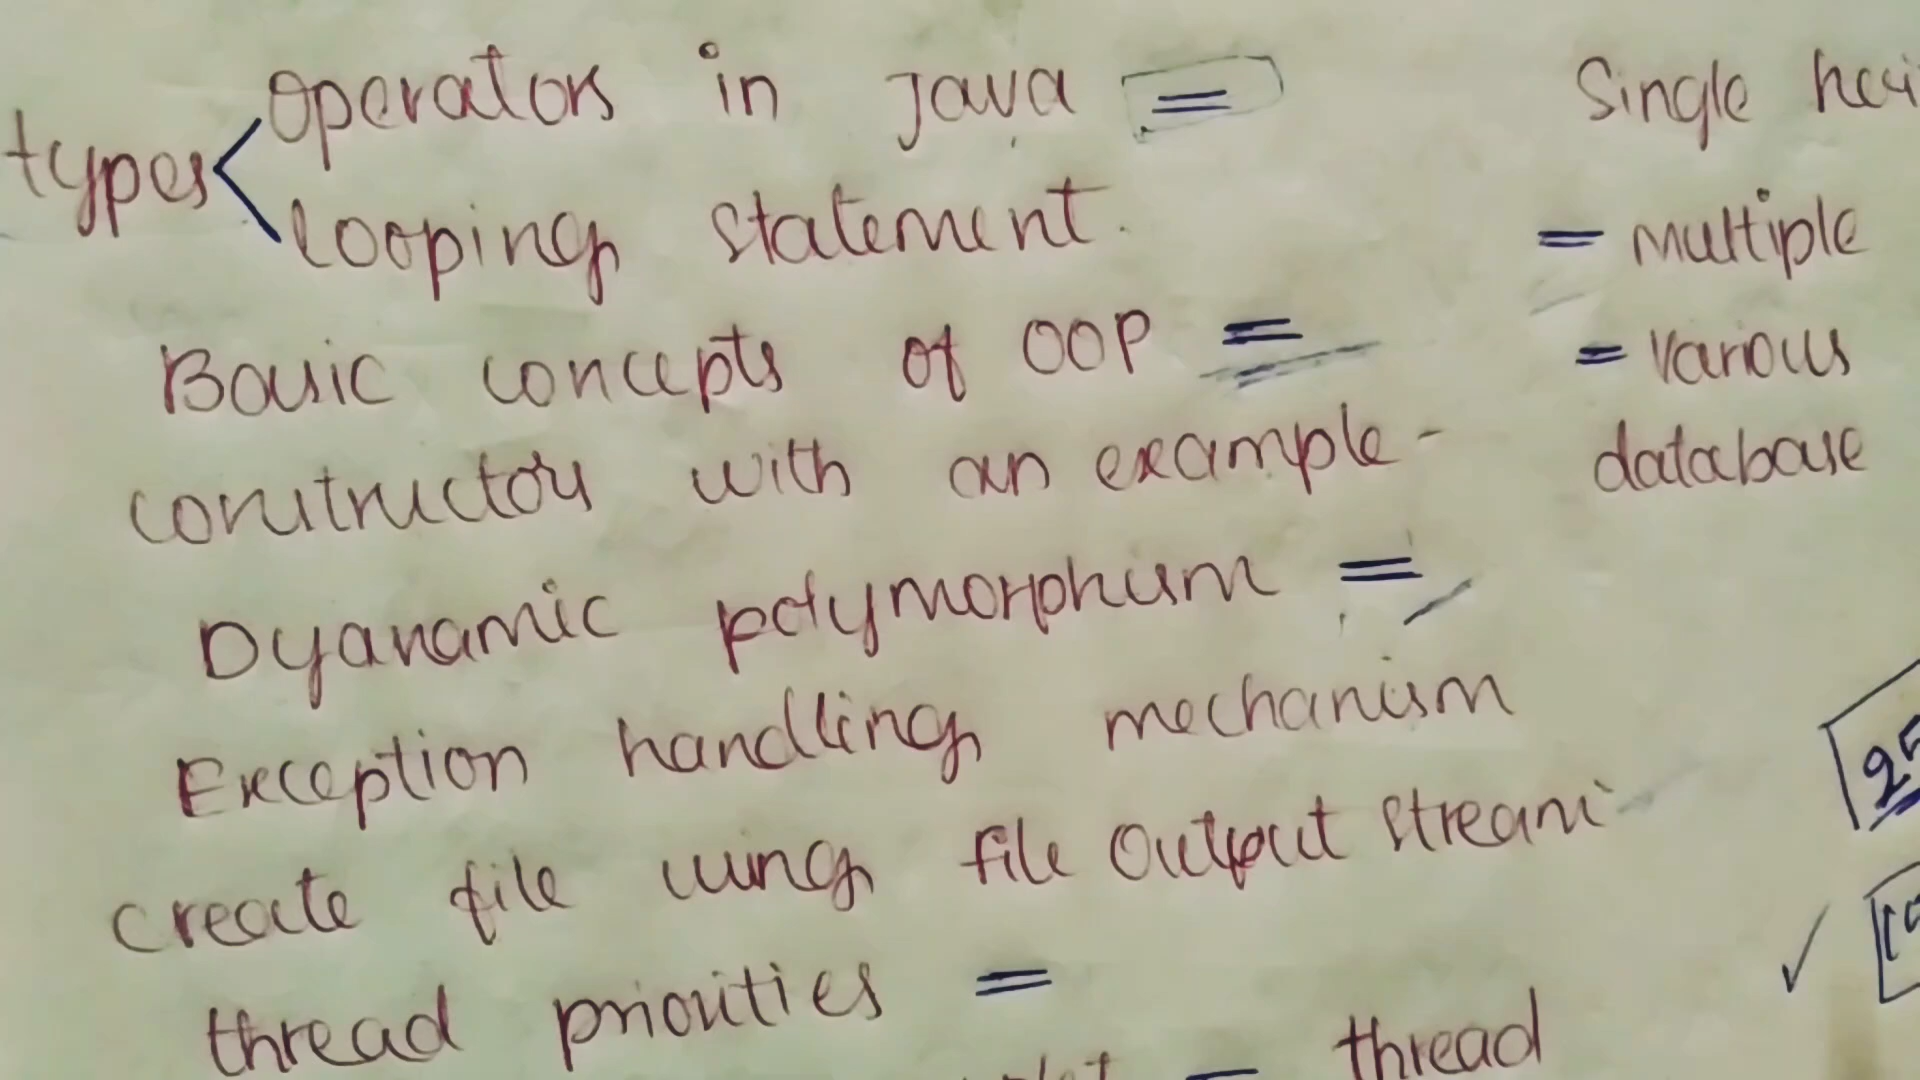 types
Operators in Java =
Looping statement.
Basic concepts of OOP =
constructor with an example -
Dyanamic polymorphism =
Exception handling mechanism
create file using file Output stream
thread priorities =
thread
Single
= multiple
= various
database